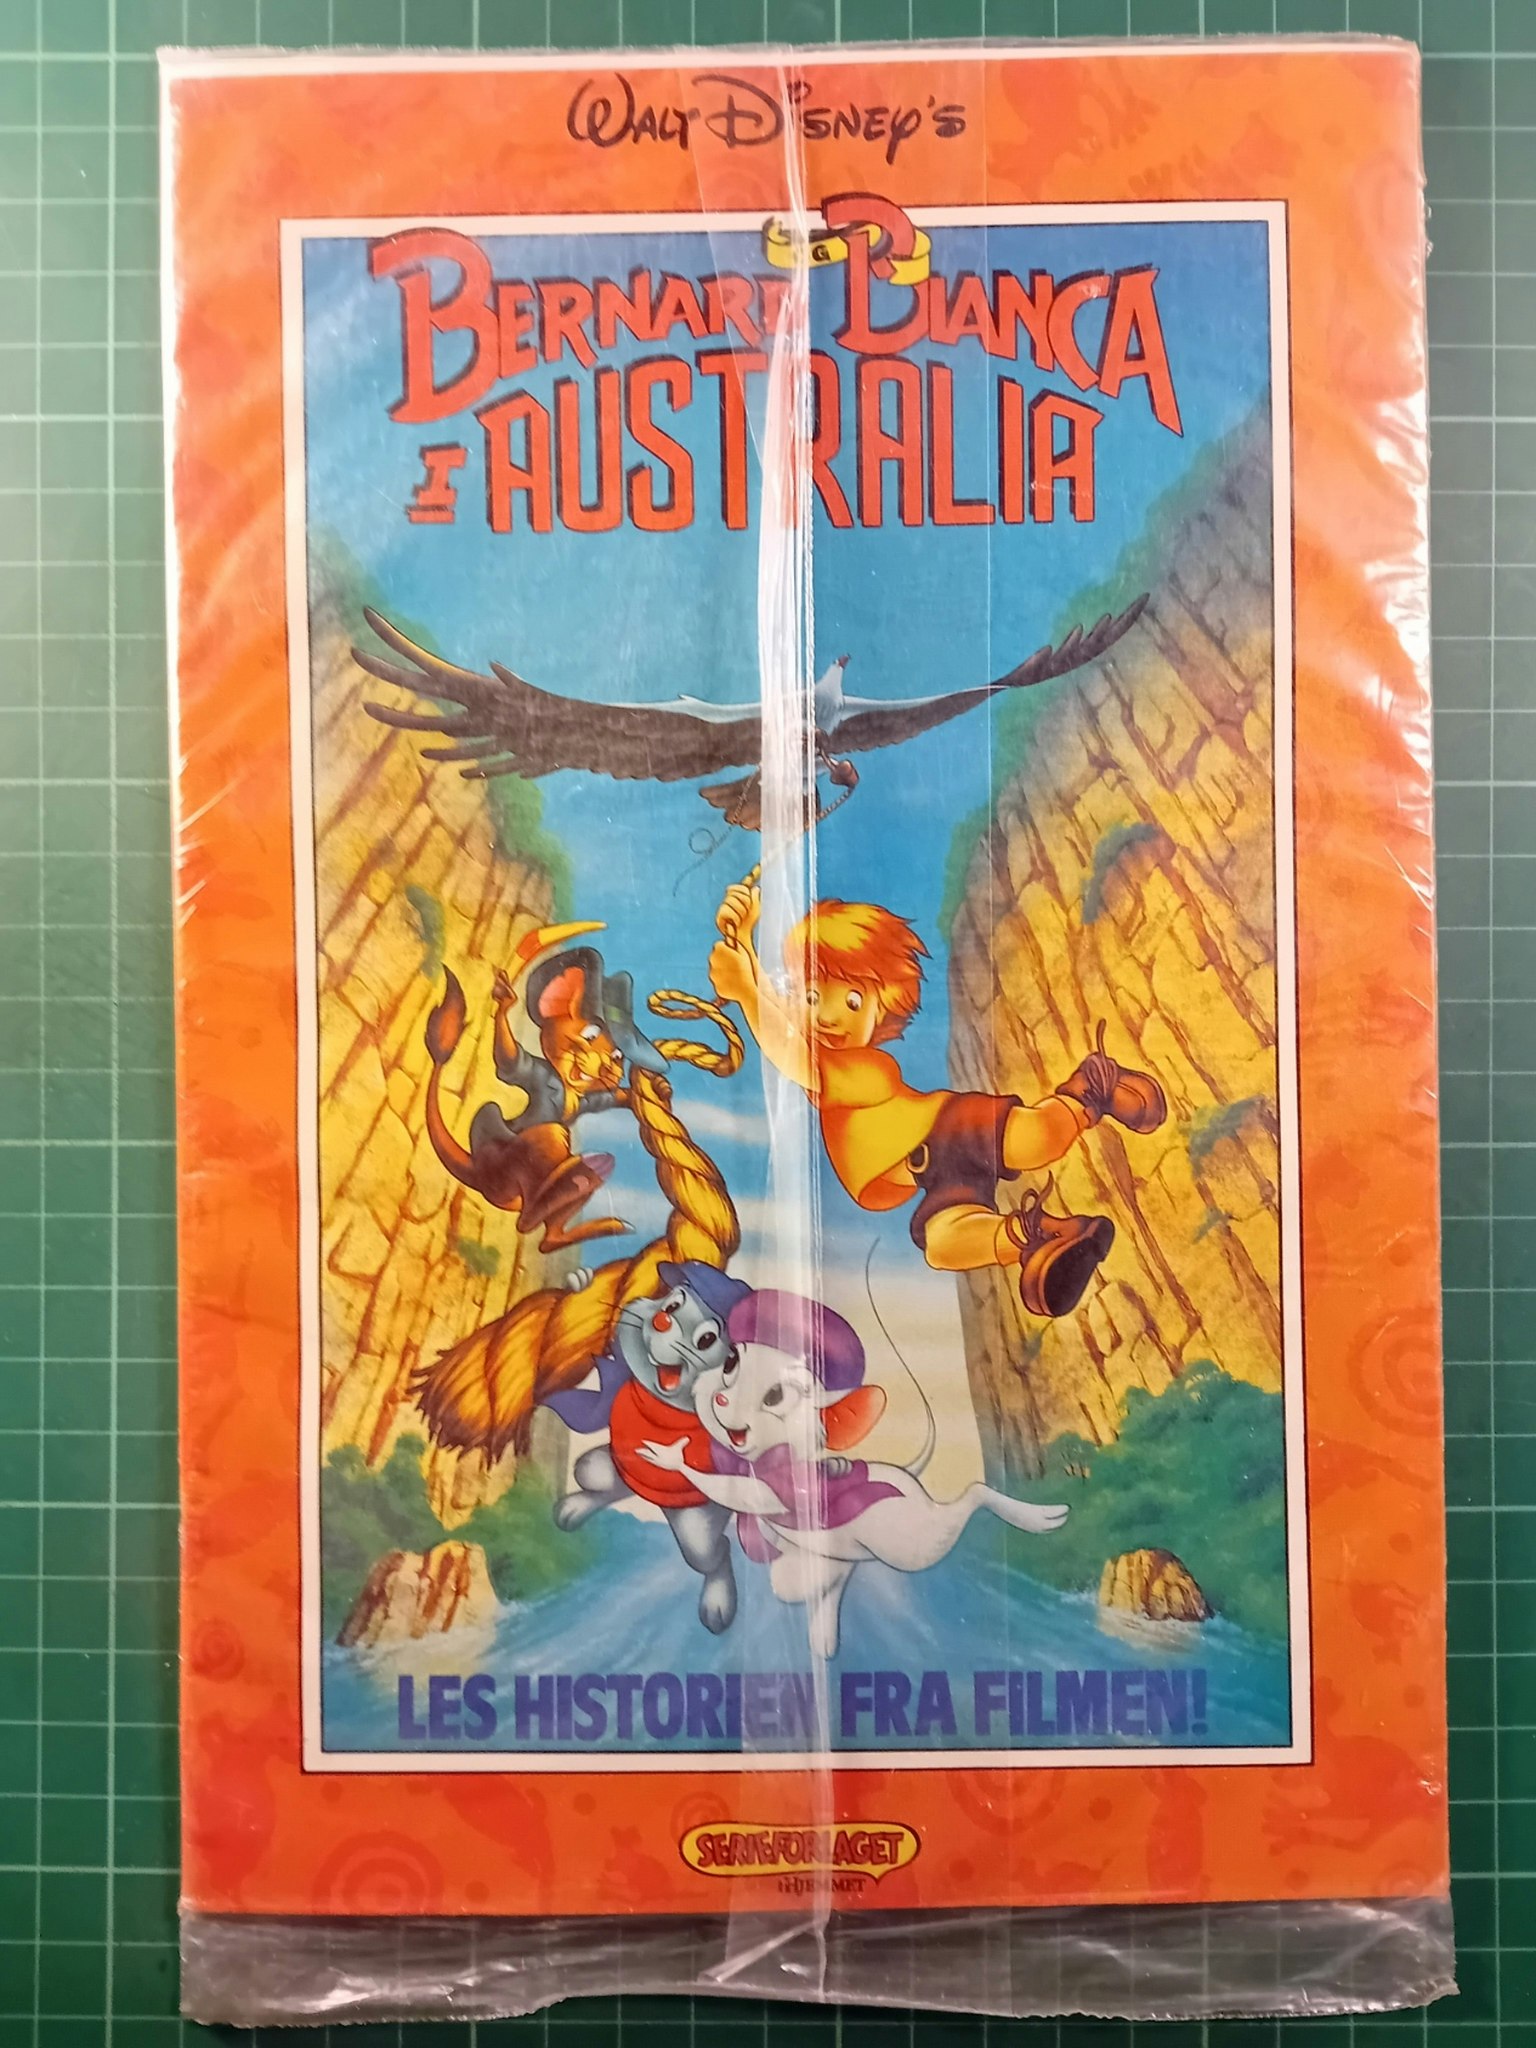 WALT DISNEY'S
BERNARD OG BIANCA
I AUSTRALIA
LES HISTORIEN FRA FILMEN!
SERIEFORLAGET
HJEMMET